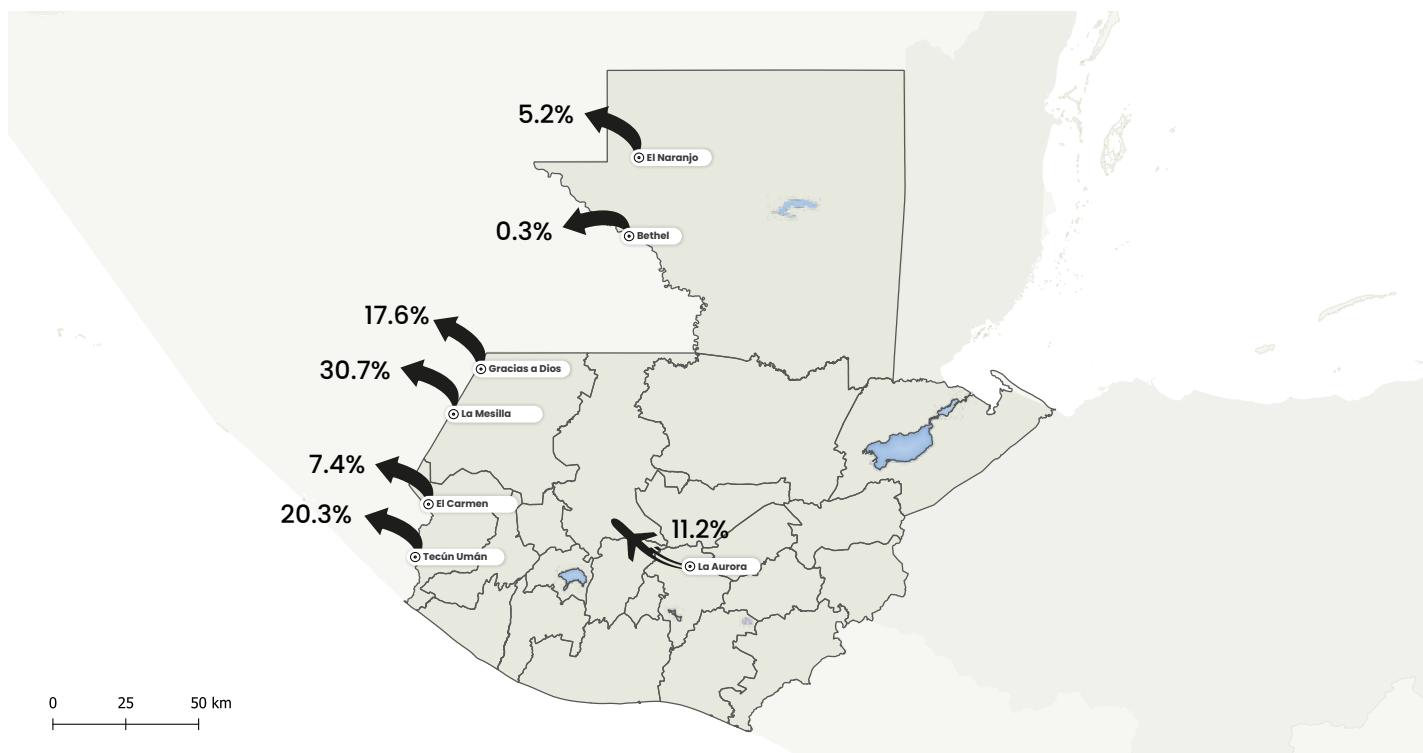 5.2%
El Naranjo
0.3%
Bethel
17.6%
Gracias a Dios
30.7%
La Mesilla
7.4%
El Carmen
20.3%
Tecún Umán
11.2%
La Aurora
0 25 50 km